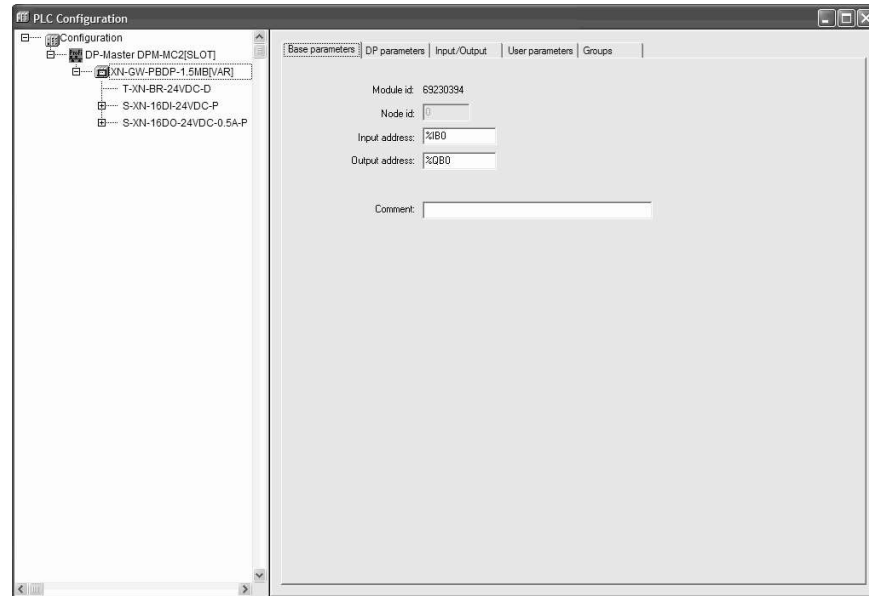 PLC Configuration
Configuration
DP-Master DPM-MC2[SLOT]
XN-GW-PBDP-1.5MB[VAR]
T-XN-BR-24VDC-D
S-XN-16DI-24VDC-P
S-XN-16DO-24VDC-0.5A-P
Base parameters DP parameters Input/Output User parameters Groups
Module id: 69230394
Node id: 0
Input address: %IB0
Output address: %QB0
Comment: